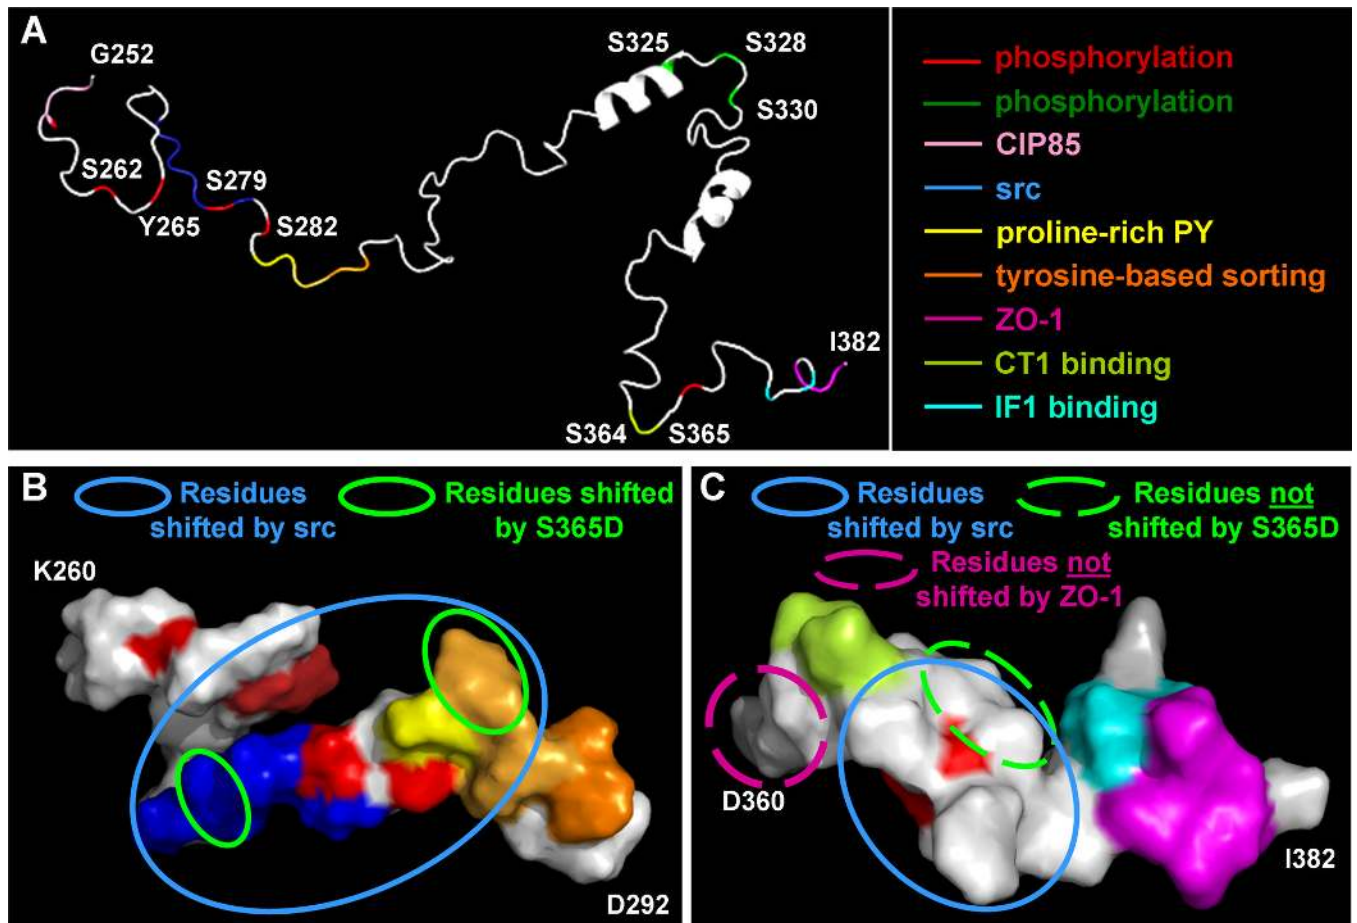 A
G252
S325
S328
S330
S262
S279
Y265
S282
I382
S364
S365
phosphorylation
phosphorylation
CIP85
src
proline-rich PY
tyrosine-based sorting
ZO-1
CT1 binding
IF1 binding
B
Residues
shifted by src
Residues shifted
by S365D
K260
D292
C
Residues
shifted by src
Residues not
shifted by S365D
Residues not
shifted by ZO-1
D360
I382